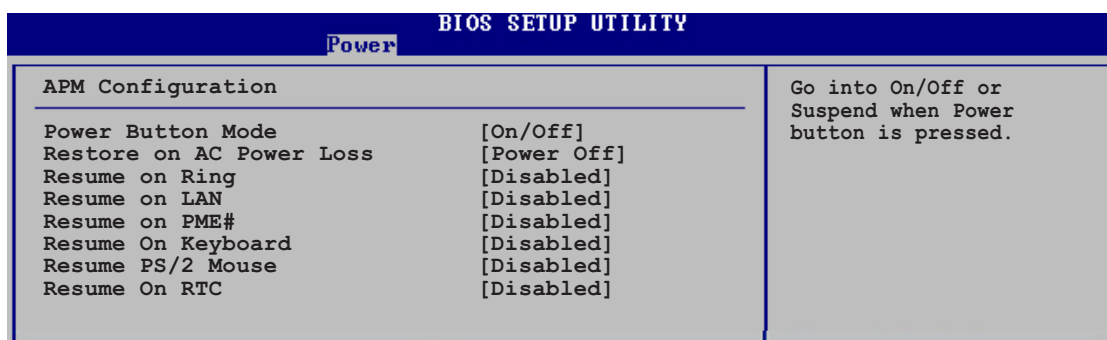 BIOS SETUP UTILITY
Power
APM Configuration
Power Button Mode [On/Off]
Restore on AC Power Loss [Power Off]
Resume on Ring [Disabled]
Resume on LAN [Disabled]
Resume on PME# [Disabled]
Resume On Keyboard [Disabled]
Resume PS/2 Mouse [Disabled]
Resume On RTC [Disabled]
Go into On/Off or
Suspend when Power
button is pressed.